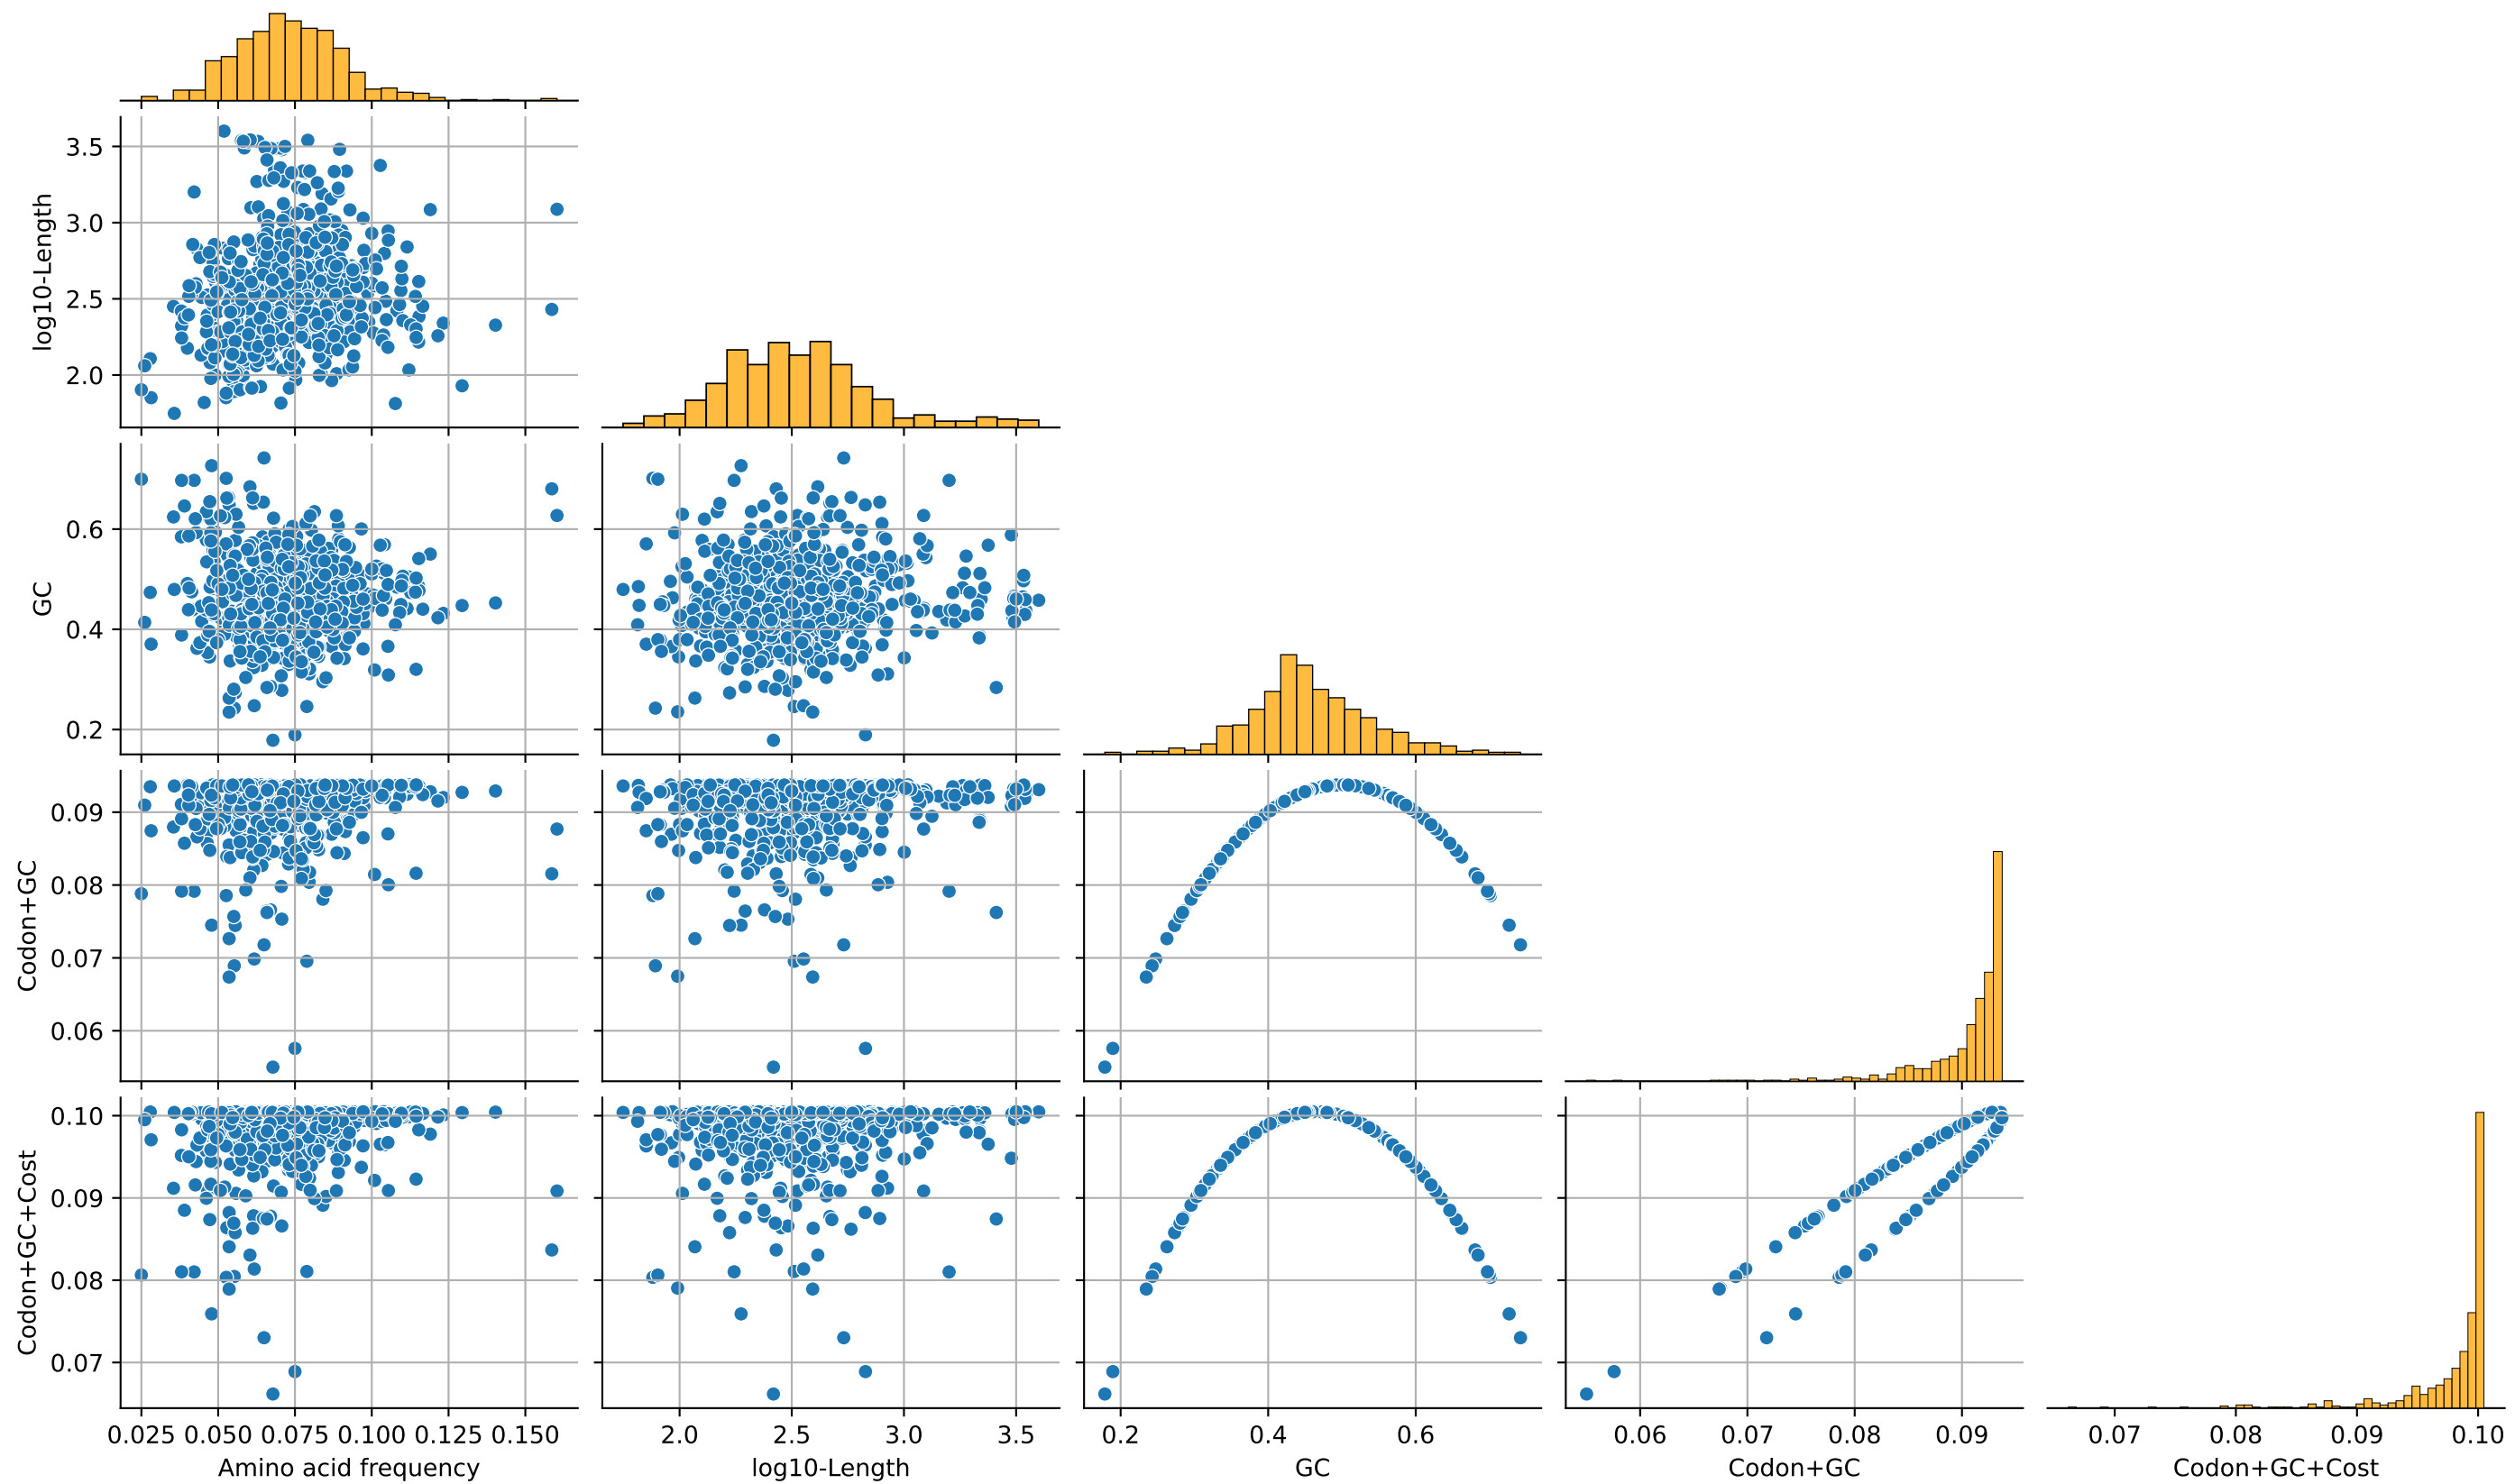 3.5
3.0
2.5
2.0
log10-Length
0.6
0.4
0.2
GC
0.09
0.08
0.07
0.06
Codon+GC
0.10
0.09
0.08
0.07
Codon+GC+Cost
0.025 0.050 0.075 0.100 0.125 0.150
Amino acid frequency
2.0 2.5 3.0 3.5
log10-Length
0.2 0.4 0.6
GC
0.06 0.07 0.08 0.09
Codon+GC
0.07 0.08 0.09 0.10
Codon+GC+Cost